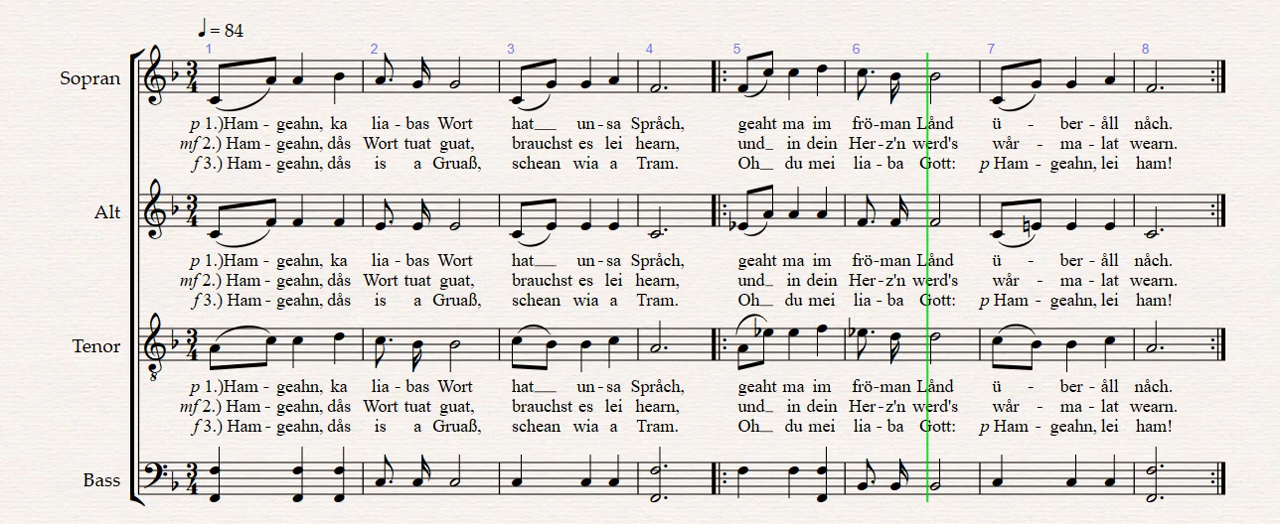 ♩ = 84
1 2 3 4 5 6 7 8
Sopran
p 1.)Ham - geahn, ka lia - bas Wort hat__ un - sa Språch, geaht ma im frö-man Lånd ü - ber - åll nåch.
mf 2.) Ham - geahn, dås Wort tuat guat, brauchst es lei hearn, und_ in dein Her-z'n werd's wår - ma - lat wearn.
f 3.) Ham - geahn, dås is a Gruaß, schean wia a Tram. Oh_ du mei lia - ba Gott: p Ham - geahn, lei ham!
Alt
p 1.)Ham - geahn, ka lia - bas Wort hat__ un - sa Språch, geaht ma im frö-man Lånd ü - ber - åll nåch.
mf 2.) Ham - geahn, dås Wort tuat guat, brauchst es lei hearn, und_ in dein Her-z'n werd's wår - ma - lat wearn.
f 3.) Ham - geahn, dås is a Gruaß, schean wia a Tram. Oh_ du mei lia - ba Gott: p Ham - geahn, lei ham!
Tenor
8
p 1.)Ham - geahn, ka lia - bas Wort hat__ un - sa Språch, geaht ma im frö-man Lånd ü - ber - åll nåch.
mf 2.) Ham - geahn, dås Wort tuat guat, brauchst es lei hearn, und_ in dein Her-z'n werd's wår - ma - lat wearn.
f 3.) Ham - geahn, dås is a Gruaß, schean wia a Tram. Oh_ du mei lia - ba Gott: p Ham - geahn, lei ham!
Bass